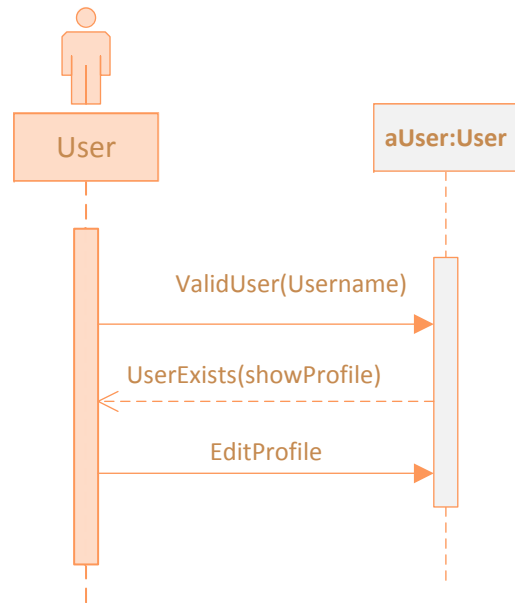 User
aUser:User
ValidUser(Username)
UserExists(showProfile)
EditProfile